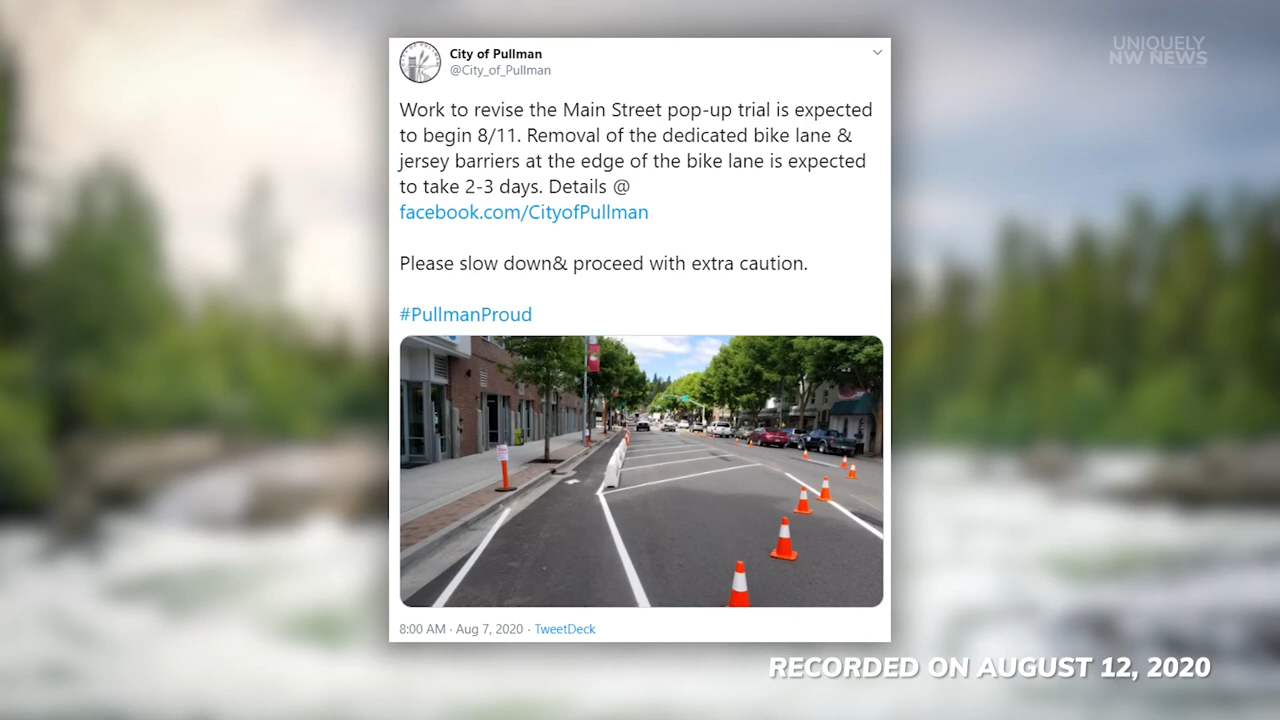 UNIQUELY
NW NEWS
City of Pullman
@City_of_Pullman
Work to revise the Main Street pop-up trial is expected
to begin 8/11. Removal of the dedicated bike lane &
jersey barriers at the edge of the bike lane is expected
to take 2-3 days. Details @
facebook.com/CityofPullman
Please slow down& proceed with extra caution.
#PullmanProud
8:00 AM · Aug 7, 2020 · TweetDeck
RECORDED ON AUGUST 12, 2020